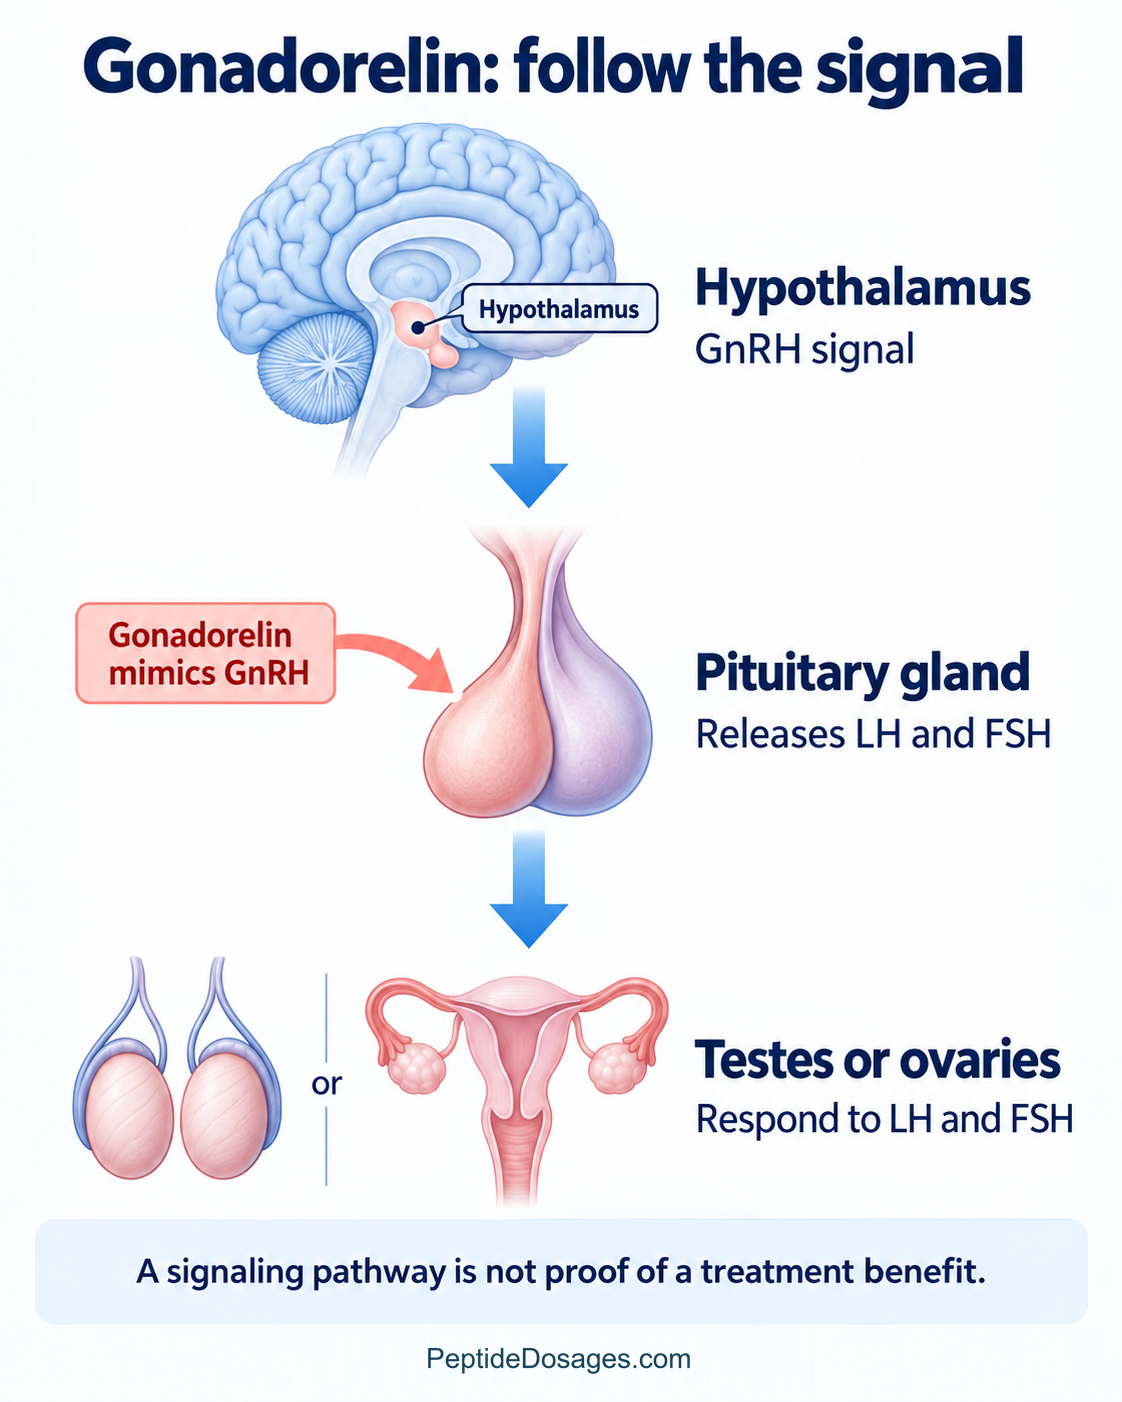 Gonadorelin: follow the signal
Hypothalamus
Hypothalamus
GnRH signal
Gonadorelin
mimics GnRH
Pituitary gland
Releases LH and FSH
or
Testes or ovaries
Respond to LH and FSH
A signaling pathway is not proof of a treatment benefit.
PeptideDosages.com